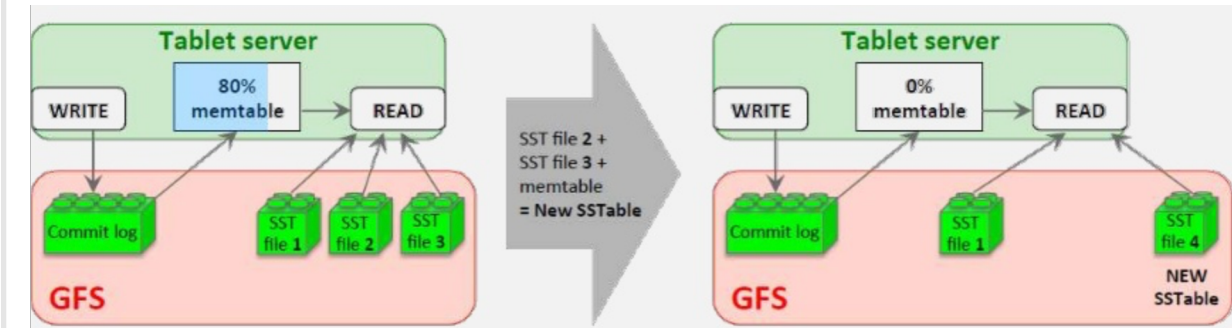 Tablet server
80%
memtable
WRITE
READ
Commit log
SST
file 1
SST
file 2
SST
file 3
GFS
SST file 2 +
SST file 3 +
memtable
= New SSTable
Tablet server
0%
memtable
WRITE
READ
Commit log
SST
file 1
SST
file 4
NEW
SSTable
GFS